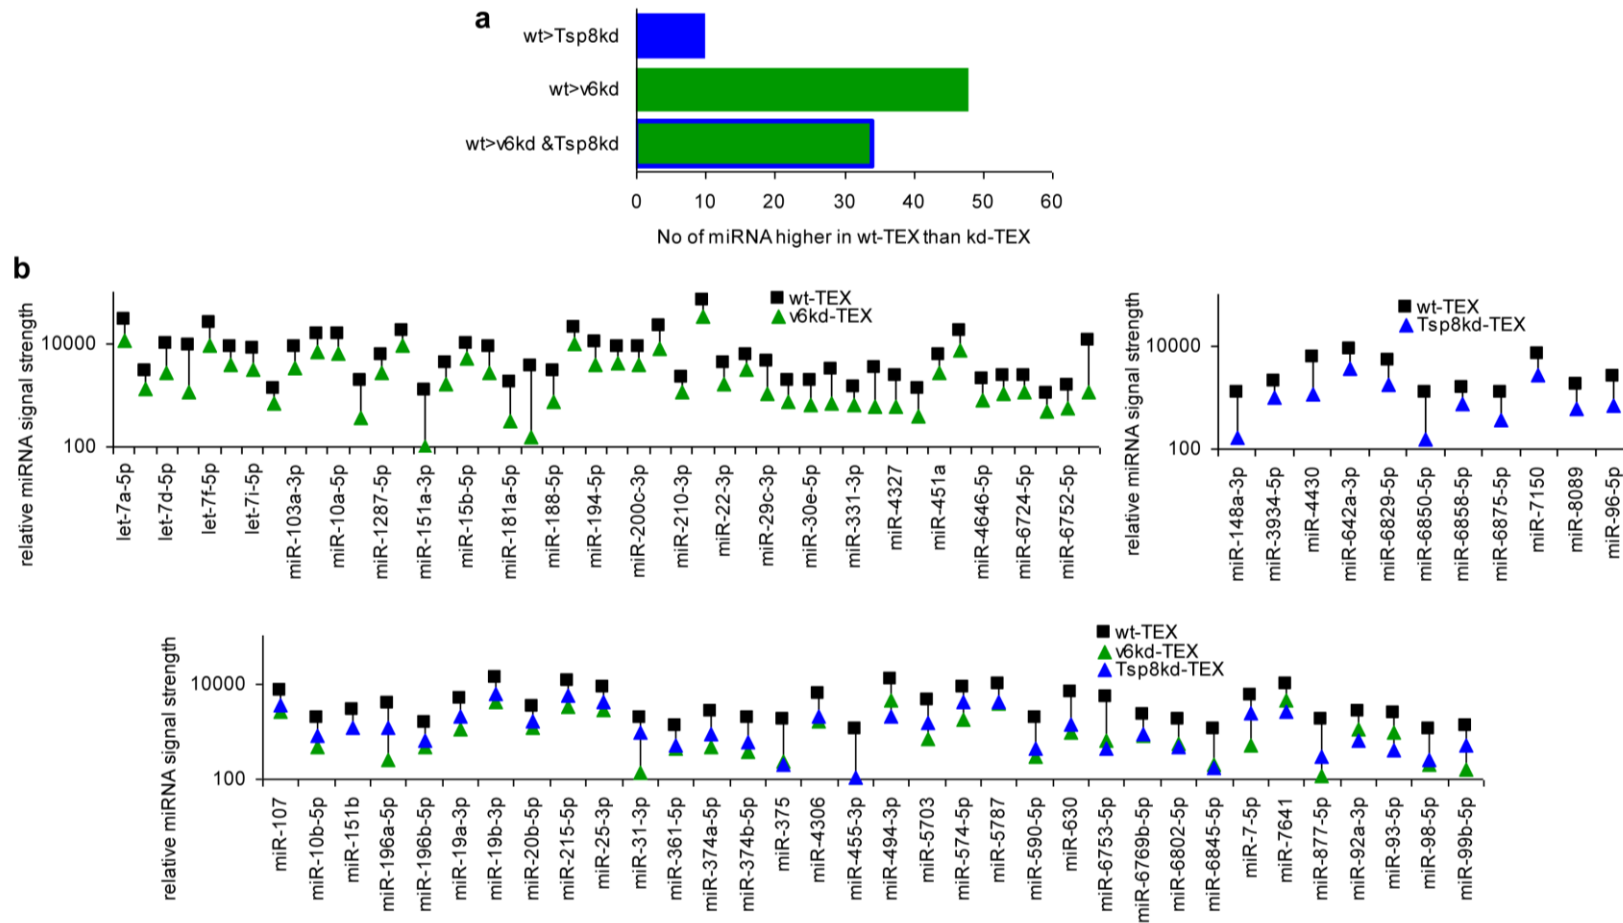 a
wt>Tsp8kd
wt>v6kd
wt>v6kd &Tsp8kd
0 10 20 30 40 50 60
No of miRNA higher in wt-TEX than kd-TEX
b
relative miRNA signal strength
10000
100
wt-TEX
v6kd-TEX
let-7a-5p
let-7d-5p
let-7f-5p
let-7i-5p
miR-103a-3p
miR-10a-5p
miR-1287-5p
miR-151a-3p
miR-15b-5p
miR-181a-5p
miR-188-5p
miR-194-5p
miR-200c-3p
miR-210-3p
miR-22-3p
miR-29c-3p
miR-30e-5p
miR-331-3p
miR-4327
miR-451a
miR-4646-5p
miR-6724-5p
miR-6752-5p
relative miRNA signal strength
10000
100
wt-TEX
Tsp8kd-TEX
miR-148a-3p
miR-3934-5p
miR-4430
miR-642a-3p
miR-6829-5p
miR-6850-5p
miR-6858-5p
miR-6875-5p
miR-7150
miR-8089
miR-96-5p
relative miRNA signal strength
10000
100
wt-TEX
v6kd-TEX
Tsp8kd-TEX
miR-107
miR-10b-5p
miR-151b
miR-196a-5p
miR-196b-5p
miR-19a-3p
miR-19b-3p
miR-20b-5p
miR-215-5p
miR-25-3p
miR-31-3p
miR-361-5p
miR-374a-5p
miR-374b-5p
miR-375
miR-4306
miR-455-3p
miR-494-3p
miR-5703
miR-574-5p
miR-5787
miR-590-5p
miR-630
miR-6753-5p
miR-6769b-5p
miR-6802-5p
miR-6845-5p
miR-7-5p
miR-7641
miR-877-5p
miR-92a-3p
miR-93-5p
miR-98-5p
miR-99b-5p